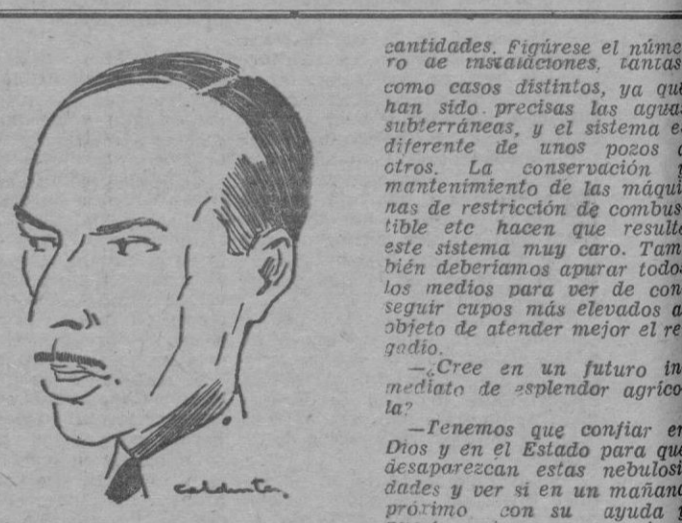 cantidades. Figúrese el núme-
ro de instalaciones, tantas
como casos distintos, ya que
han sido precisas las aguas
subterráneas, y el sistema e
diferente de unos pozos
otros. La conservación
mantenimiento de las máqui
nas de restricción de combus
tible etc hacen que result
este sistema muy caro. Tam
bién deberíamos apurar todo
los medios para ver de con
seguir cupos más elevados a
objeto de atender mejor el re
gadío.
—¿Cree en un futuro in
mediato de esplendor agríco
la?
—Tenemos que confiar en
Dios y en el Estado para que
desaparezcan estas nebulosi
dades y ver si en un mañana
próximo con su ayuda